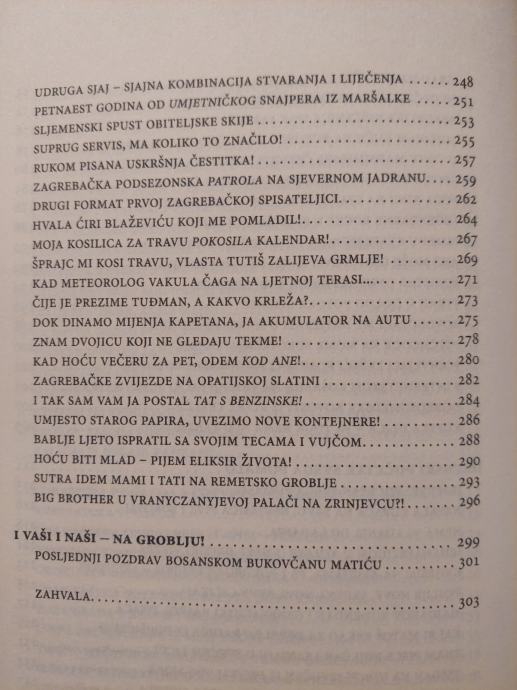 UDRUGA SJAJ – SJAJNA KOMBINACIJA STVARANJA I LIJEČENJA ...... 248
PETNAEST GODINA OD UMJETNIČKOG SNAJPERA IZ MARŠALKE ..... 251
SLJEMENSKI SPUST OBITELJSKE SKIJE ........................... 253
SUPRUG SERVIS, MA KOLIKO TO ZNAČILO! ........................ 255
RUKOM PISANA USKRŠNJA ČESTITKA! ............................ 257
ZAGREBAČKA PODSEZONSKA PATROLA NA SJEVERNOM JADRANU.... 259
DRUGI FORMAT PRVOJ ZAGREBAČKOJ SPISATELJICI................ 262
HVALA ĆIRI BLAŽEVIĆU KOJI ME POMLADIL!..................... 264
MOJA KOSILICA ZA TRAVU POKOSILA KALENDAR!................. 267
ŠPRAJC MI KOSI TRAVU, VLASTA TUTIŠ ZALIJEVA GRMLJE! ........ 269
KAD METEOROLOG VAKULA ČAGA NA LJETNOJ TERASI............... 271
ČIJE JE PREZIME TUĐMAN, A KAKVO KRLEŽA?.................... 273
DOK DINAMO MIJENJA KAPETANA, JA AKUMULATOR NA AUTU ...... 275
ZNAM DVOJICU KOJI NE GLEDAJU TEKME! ....................... 278
KAD HOĆU VEČERU ZA PET, ODEM KOD ANE!..................... 280
ZAGREBAČKE ZVIJEZDE NA OPATIJSKOJ SLATINI .................. 282
I TAK SAM VAM JA POSTAL TAT S BENZINSKE! ................... 284
UMJESTO STAROG PAPIRA, UVEZIMO NOVE KONTEJNERE! .......... 286
BABLJE LJETO ISPRATIL SA SVOJIM TECAMA I VUJČOM............. 288
HOĆU BITI MLAD – PIJEM ELIKSIR ŽIVOTA! ...................... 290
SUTRA IDEM MAMI I TATI NA REMETSKO GROBLJE ............... 293
BIG BROTHER U VRANYCZANYJEVOJ PALAČI NA ZRINJEVCU?! ....... 296
I VAŠI I NAŠI – NA GROBLJU! .................................. 299
POSLJEDNJI POZDRAV BOSANSKOM BUKOVČANU MATIĆU .......... 301
ZAHVALA................................................... 303